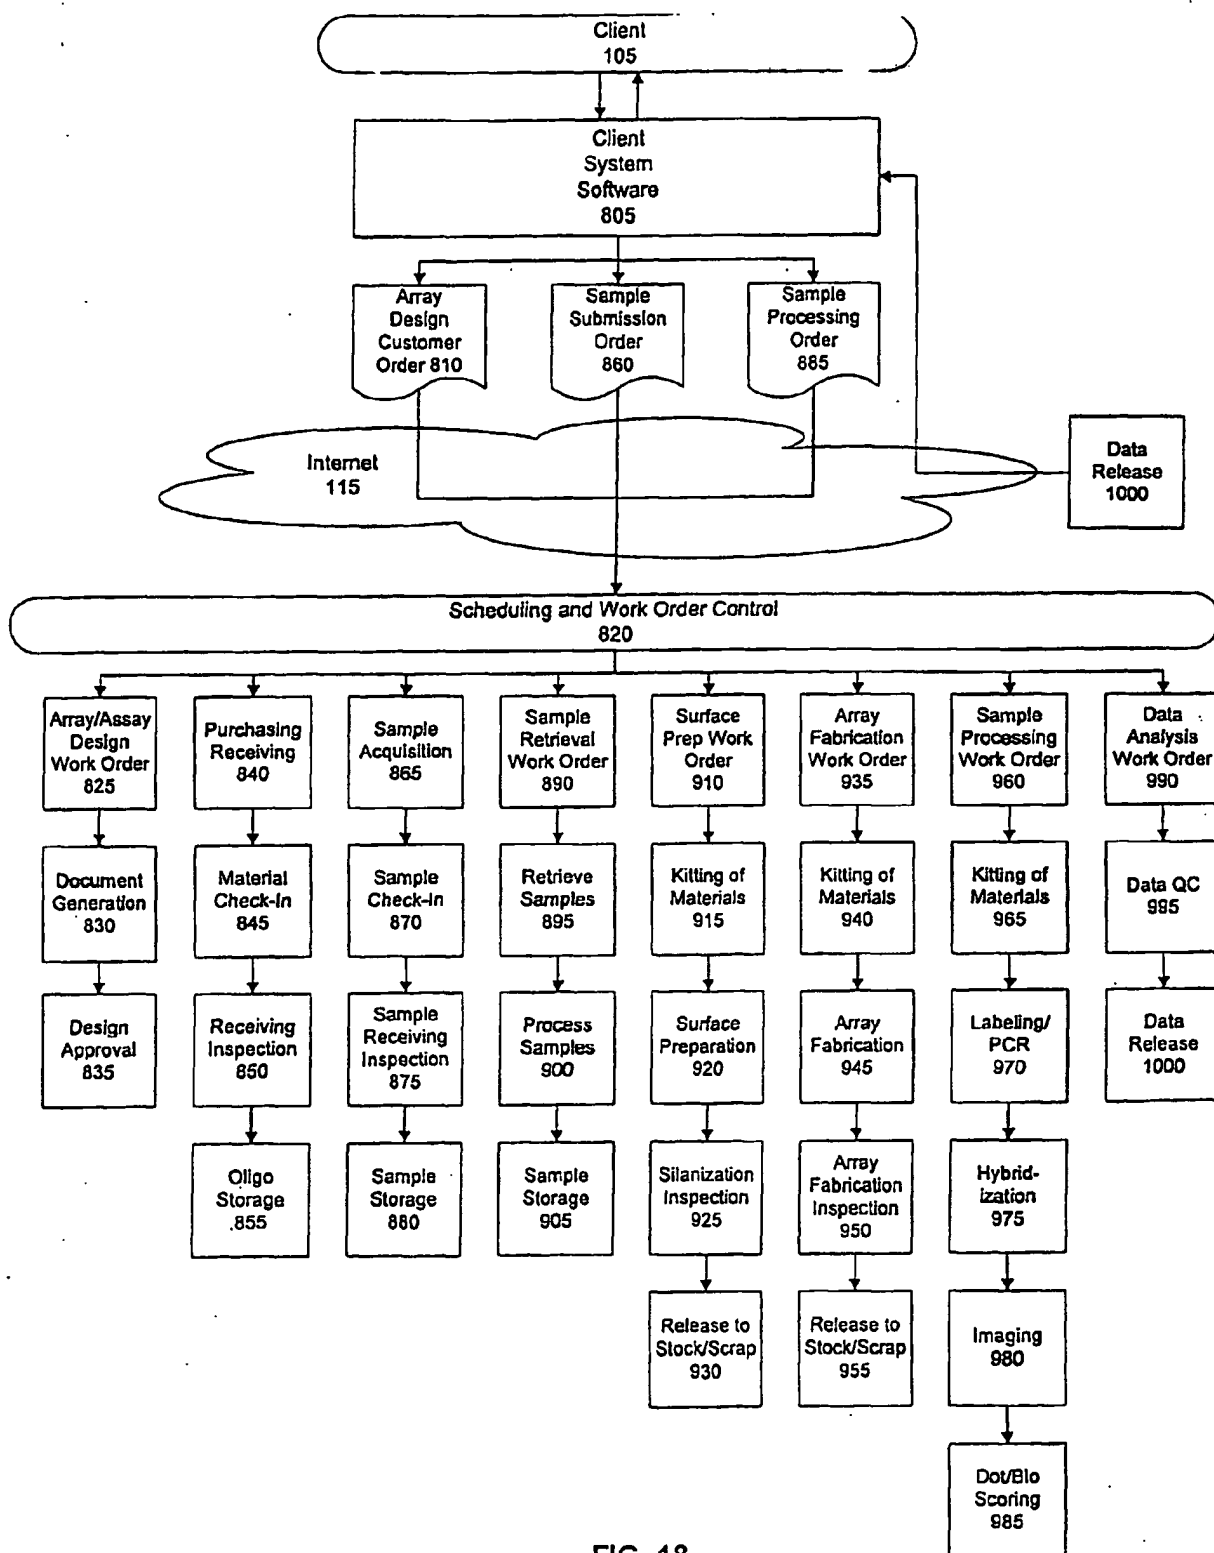 Client
105
Client
System
Software
805
Array
Design
Customer
Order 810
Sample
Submission
Order
860
Sample
Processing
Order
885
Internet
115
Data
Release
1000
Scheduling and Work Order Control
820
Array/Assay
Design
Work Order
825
Purchasing
Receiving
840
Sample
Acquisition
865
Sample
Retrieval
Work Order
890
Surface
Prep Work
Order
910
Array
Fabrication
Work Order
935
Sample
Processing
Work Order
960
Data
Analysis
Work Order
990
Document
Generation
830
Material
Check-In
845
Sample
Check-In
870
Retrieve
Samples
895
Kitting of
Materials
915
Kitting of
Materials
940
Kitting of
Materials
965
Data QC
995
Design
Approval
835
Receiving
Inspection
850
Sample
Receiving
Inspection
875
Process
Samples
900
Surface
Preparation
920
Array
Fabrication
945
Labeling/
PCR
970
Data
Release
1000
Oligo
Storage
855
Sample
Storage
880
Sample
Storage
905
Silanization
Inspection
925
Array
Fabrication
Inspection
950
Hybrid-
ization
975
Release to
Stock/Scrap
930
Release to
Stock/Scrap
955
Imaging
980
Dot/Blo
Scoring
985
FIG. 18